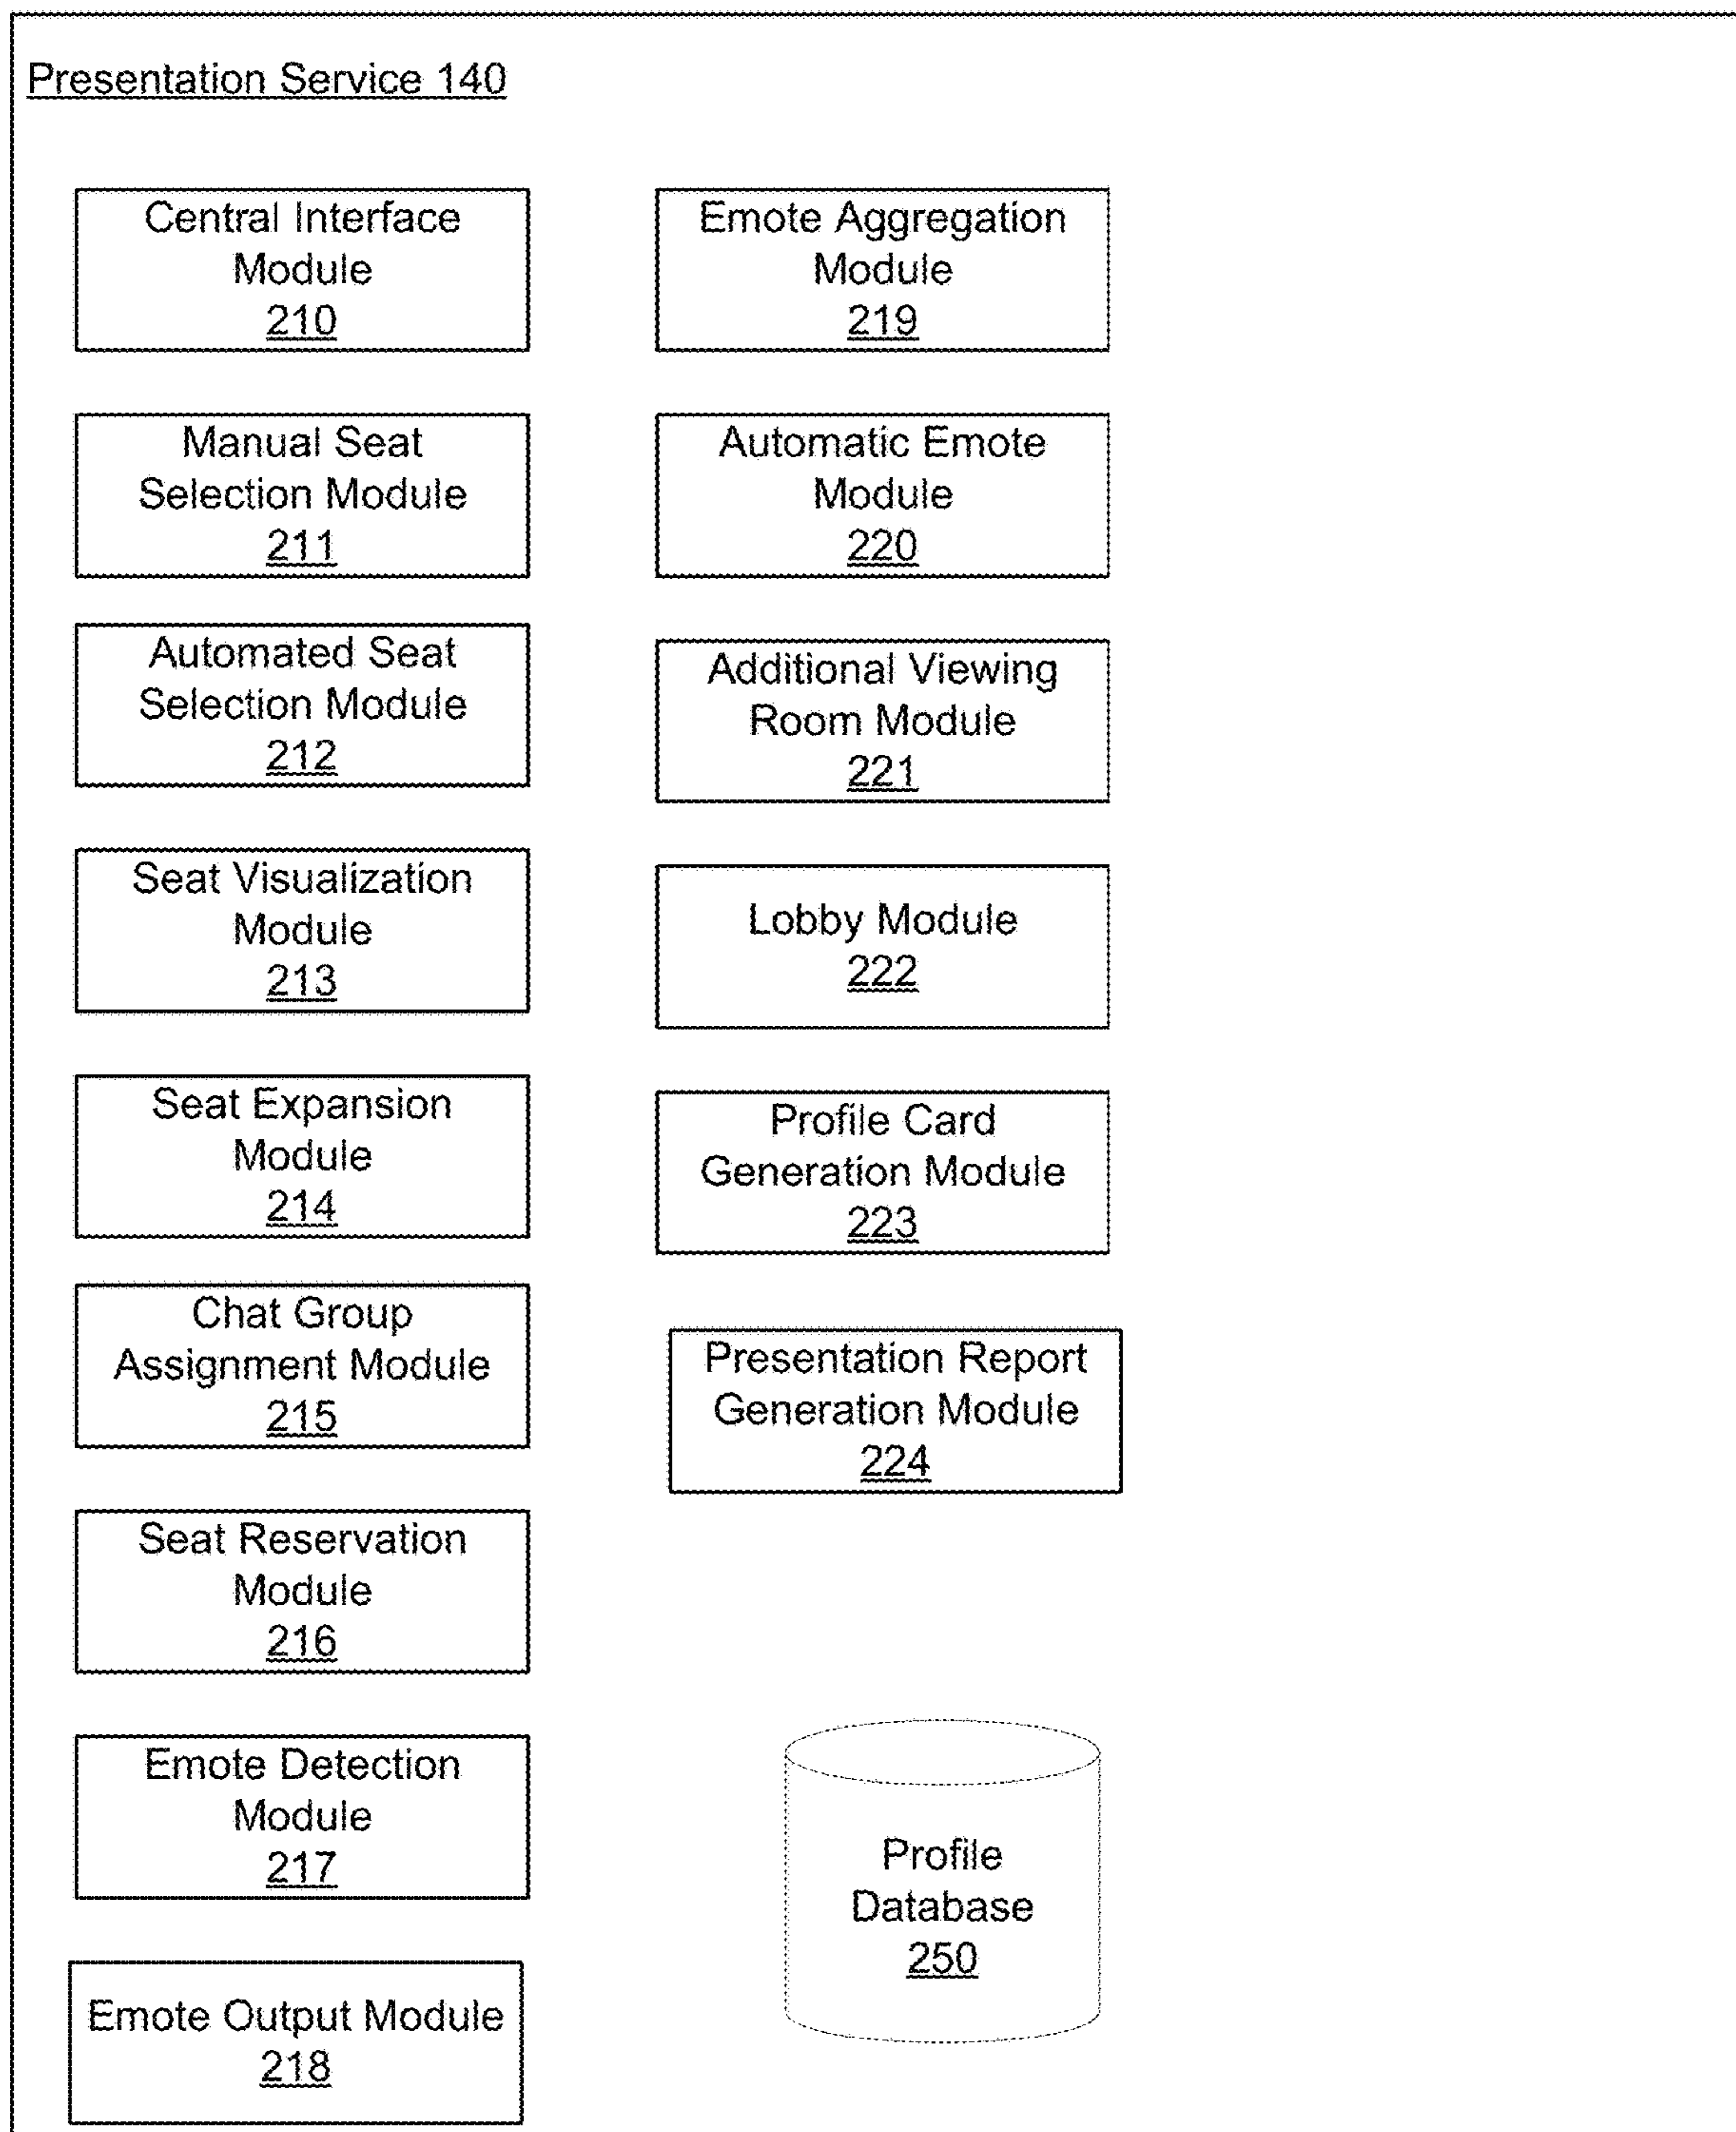 Presentation Service 140
Central Interface
Module
210
Manual Seat
Selection Module
211
Automated Seat
Selection Module
212
Seat Visualization
Module
213
Seat Expansion
Module
214
Chat Group
Assignment Module
215
Seat Reservation
Module
216
Emote Detection
Module
217
Emote Output Module
218
Emote Aggregation
Module
219
Automatic Emote
Module
220
Additional Viewing
Room Module
221
Lobby Module
222
Profile Card
Generation Module
223
Presentation Report
Generation Module
224
Profile
Database
250